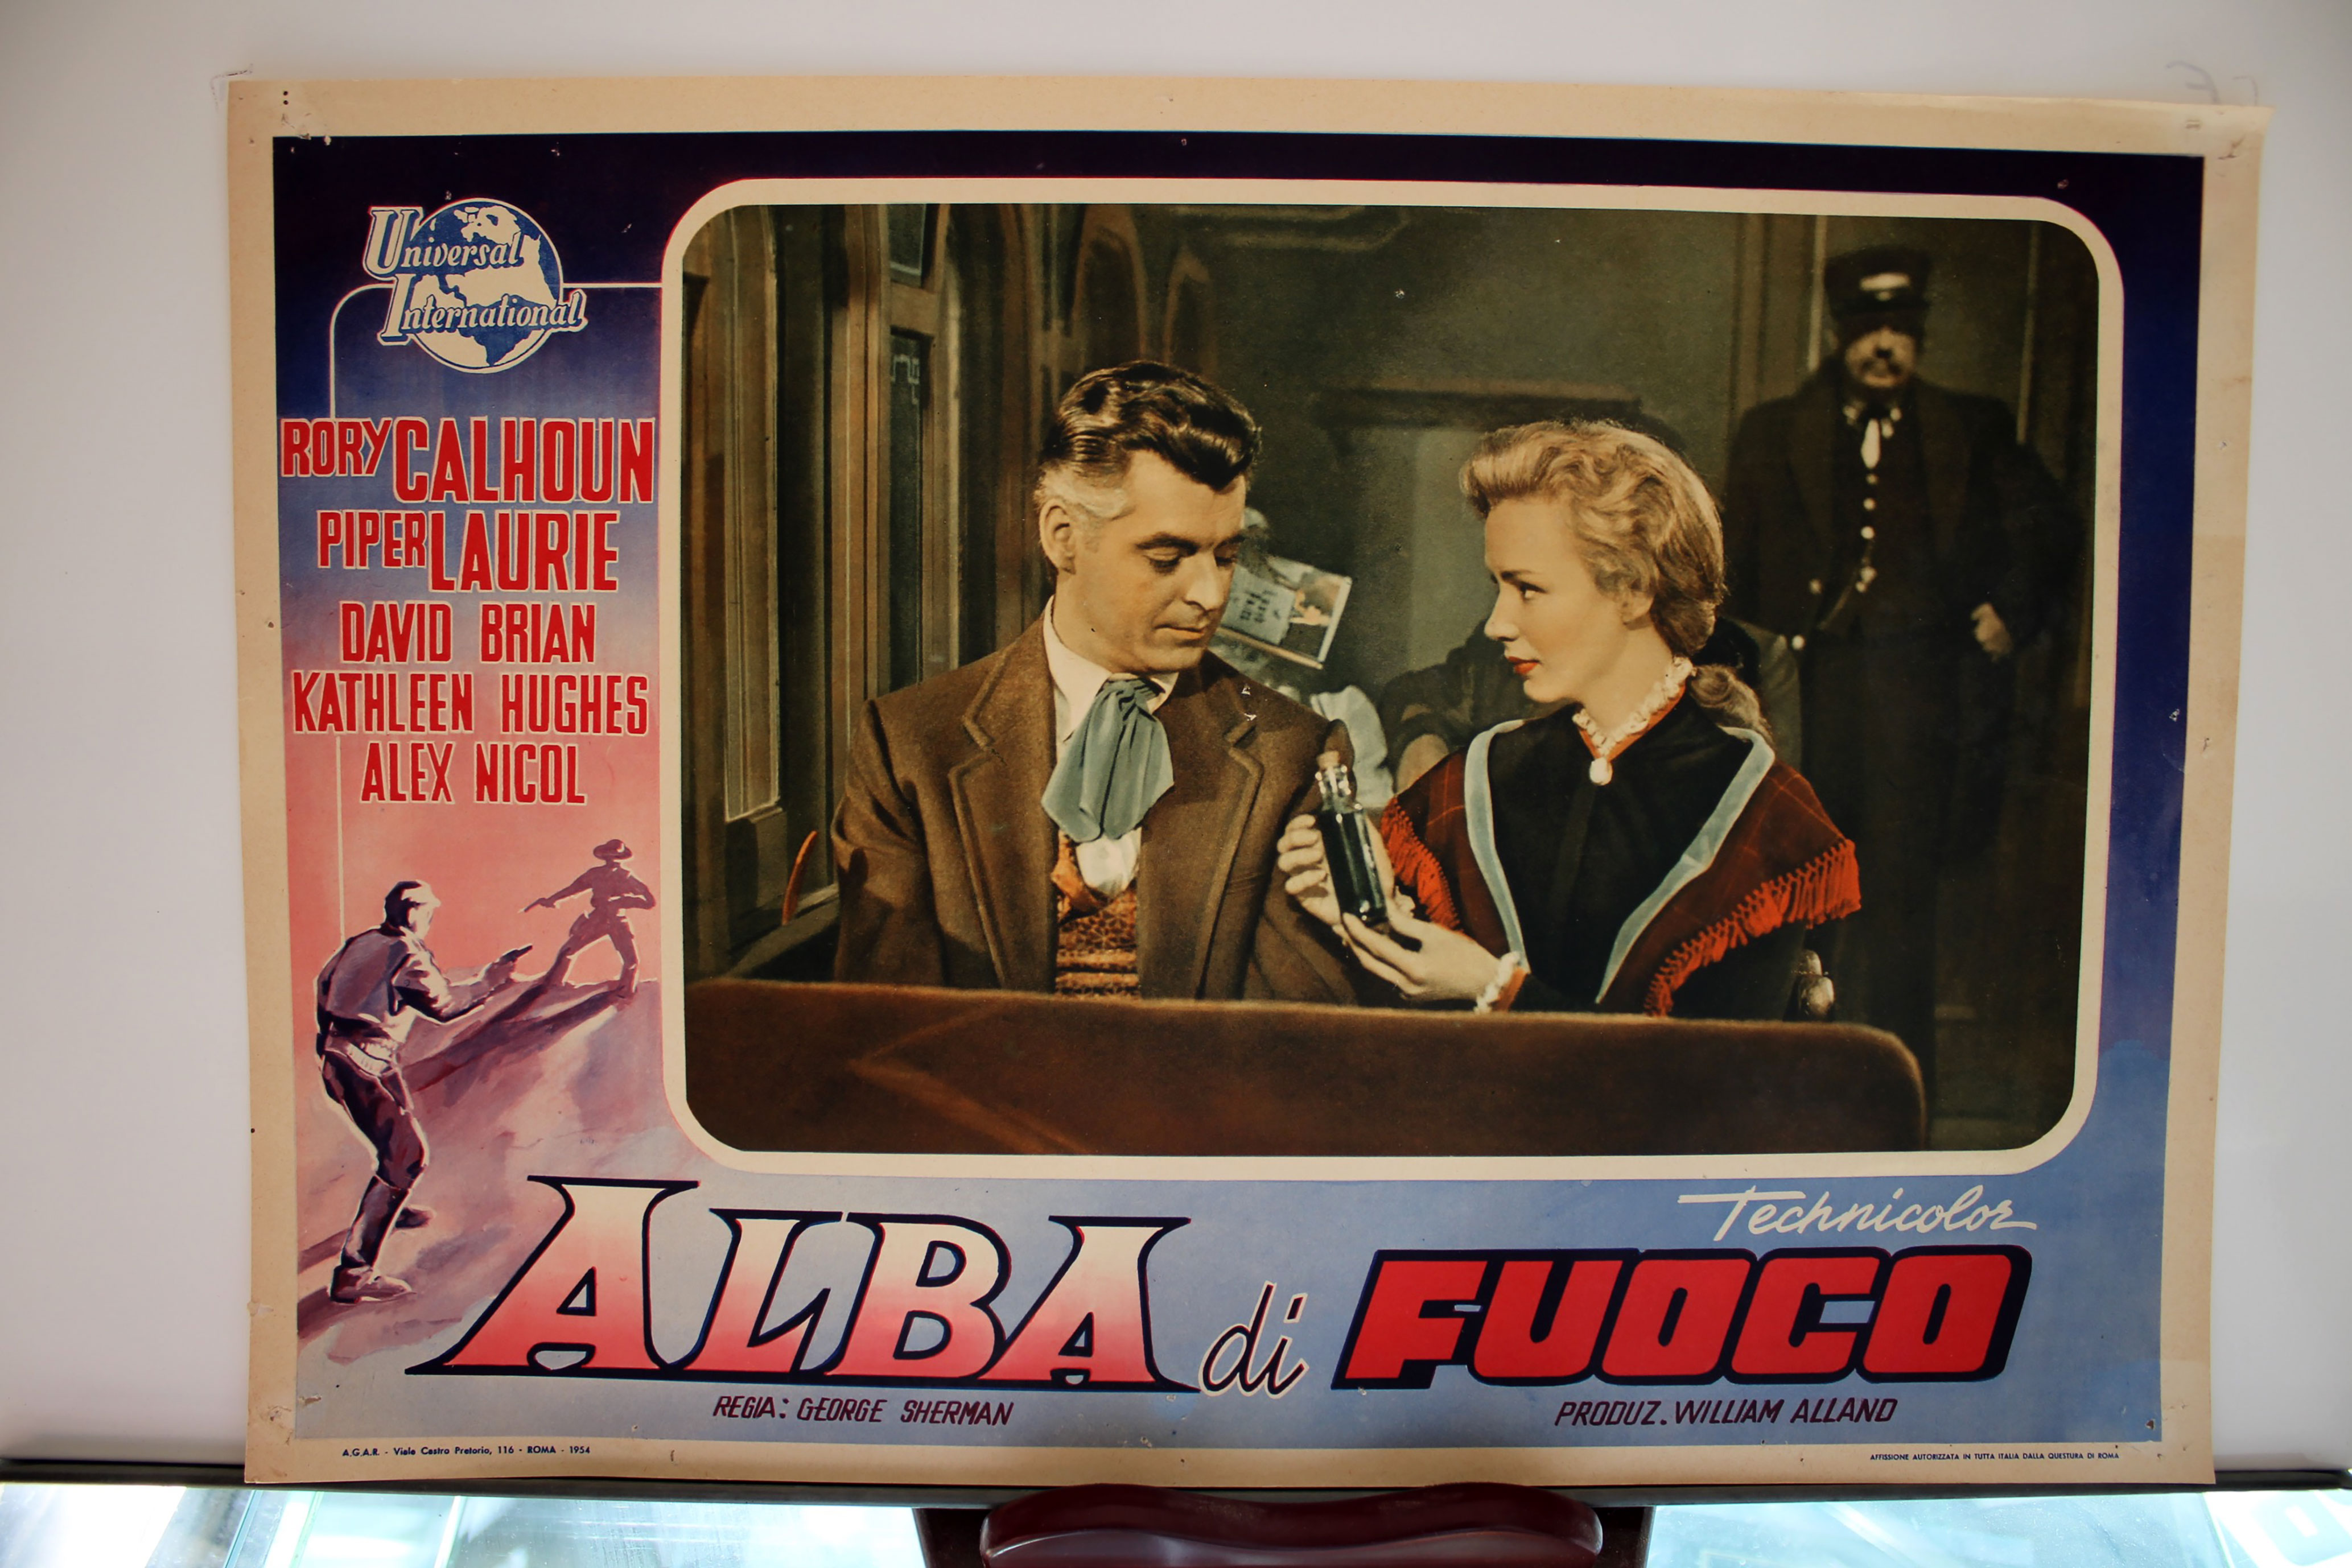 Universal
International
RORY CALHOUN
PIPER LAURIE
DAVID BRIAN
KATHLEEN HUGHES
ALEX NICOL
Technicolor
ALBA di FUOCO
REGIA: GEORGE SHERMAN
PRODUZ. WILLIAM ALLAND
A.G.A.R. - Viale Castro Pretorio, 116 - ROMA - 1954
AFFISSIONE AUTORIZZATA IN TUTTA ITALIA DALLA QUESTURA DI ROMA